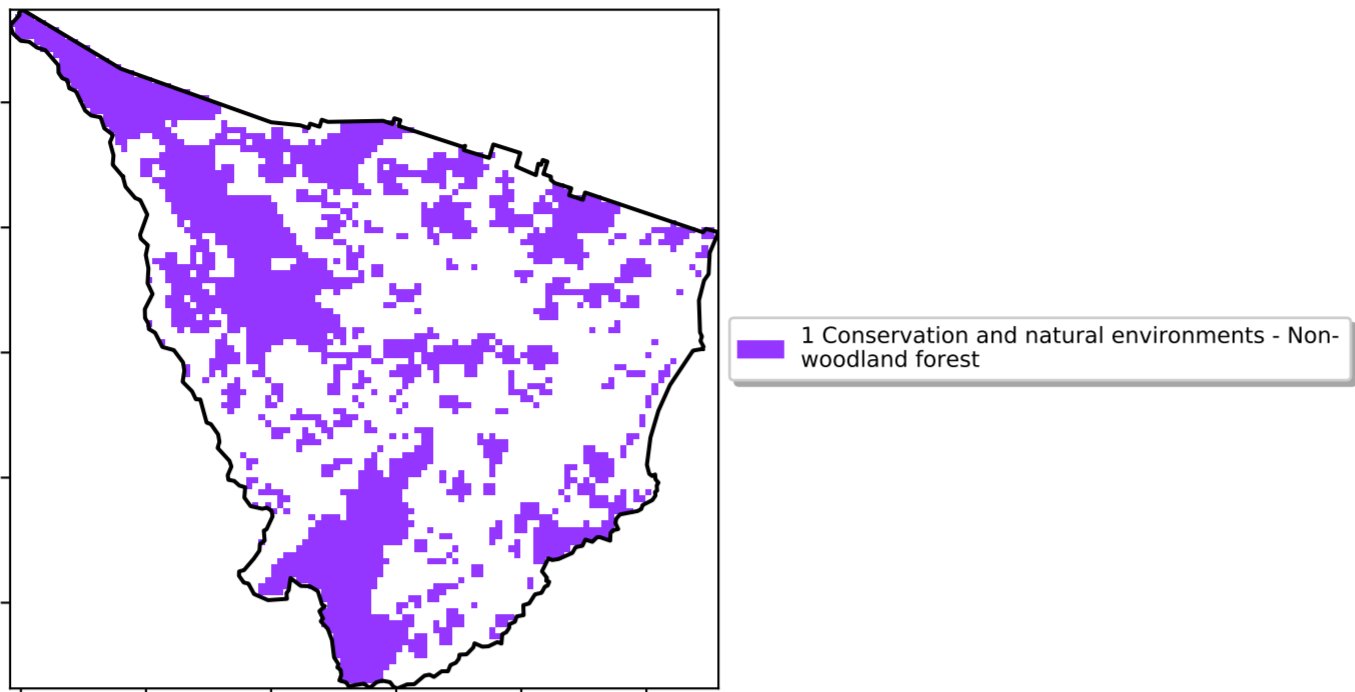 1 Conservation and natural environments - Non-
woodland forest